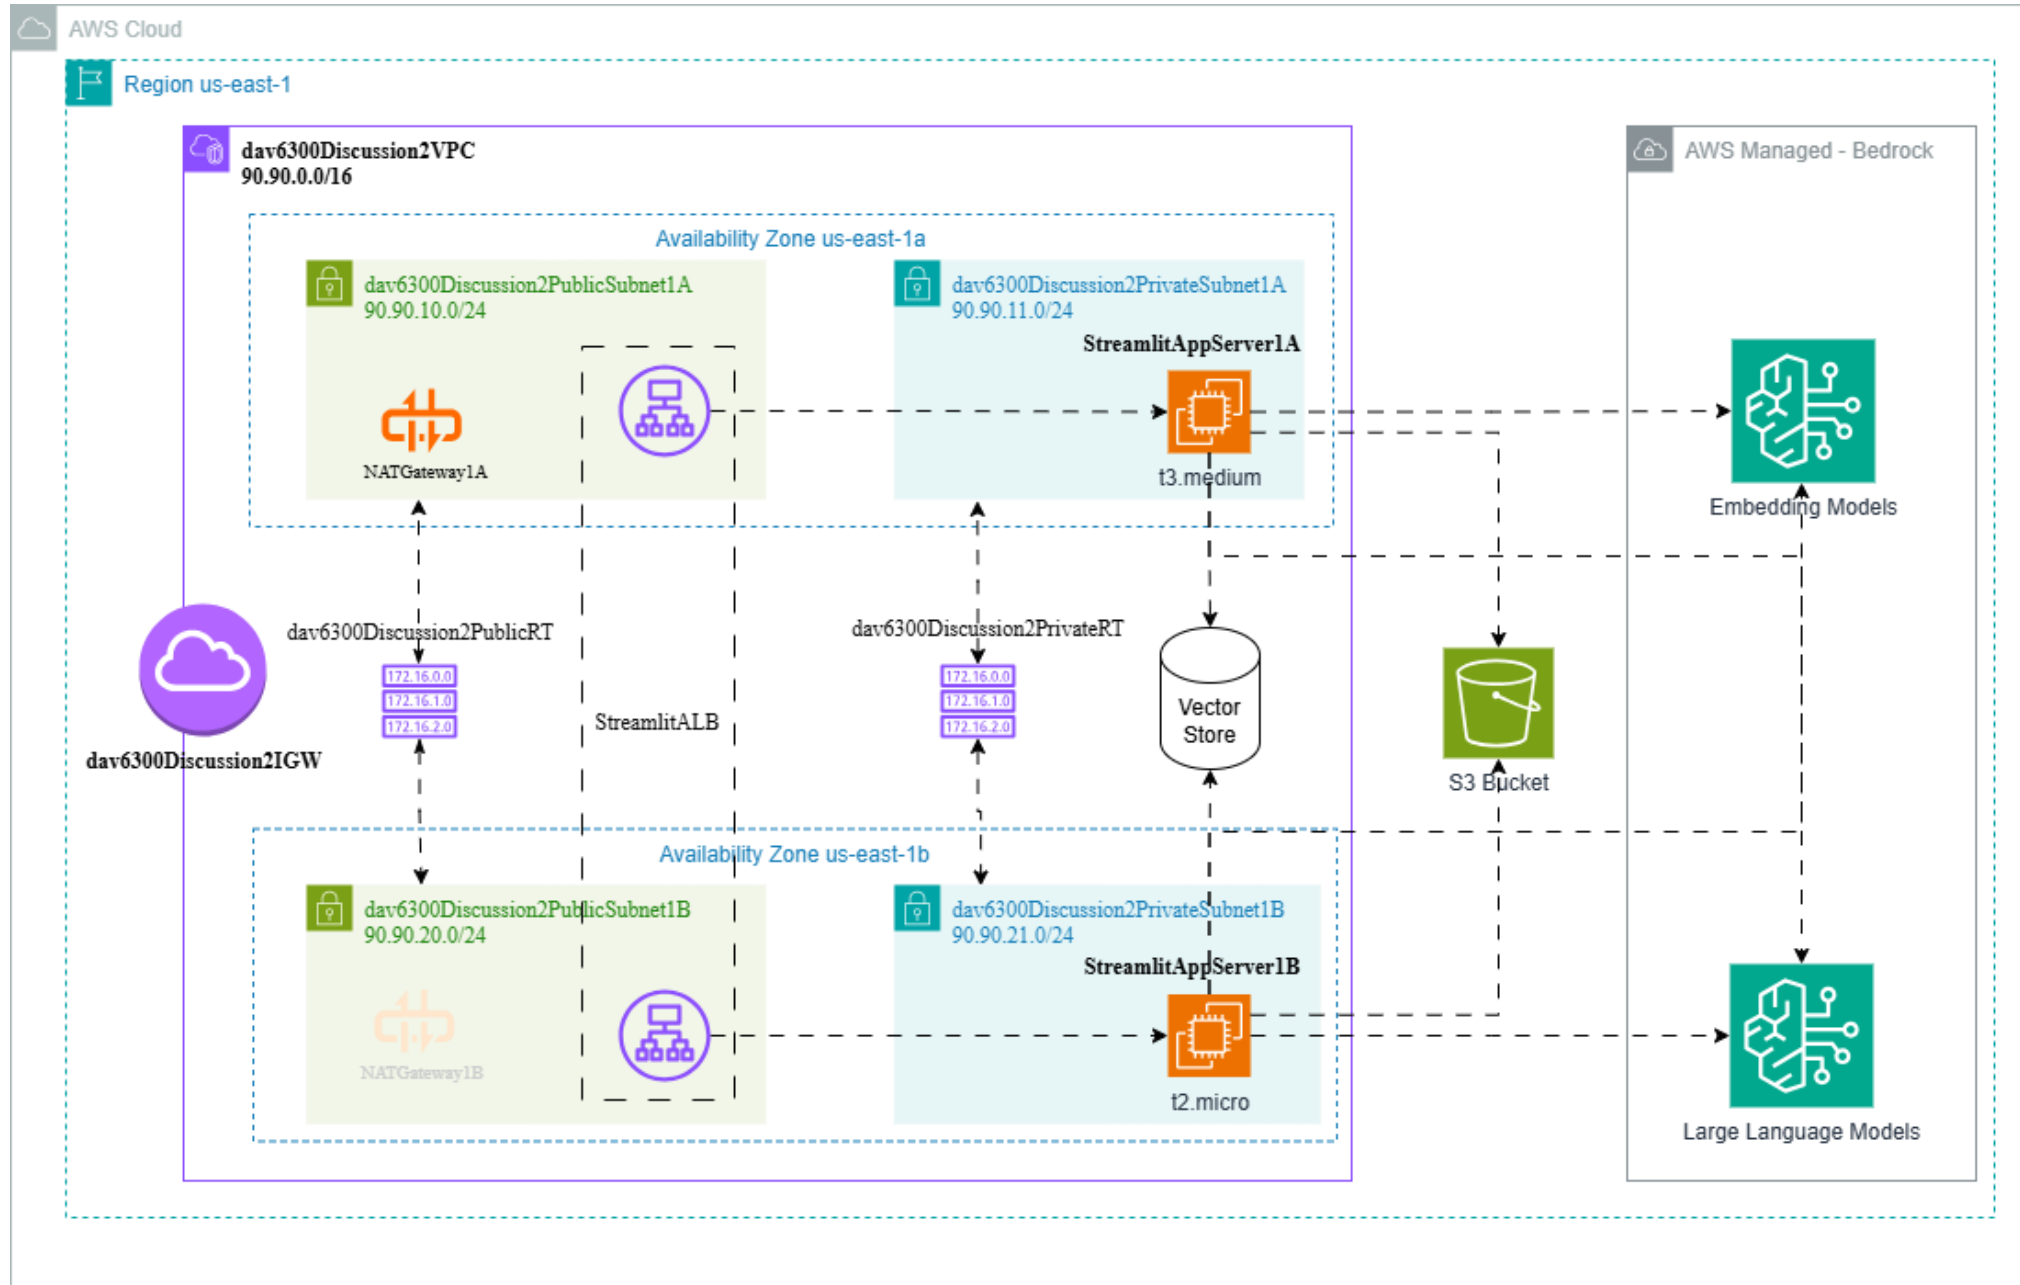 AWS Cloud
Region us-east-1
dav6300Discussion2VPC
90.90.0.0/16
AWS Managed - Bedrock
Availability Zone us-east-1a
dav6300Discussion2PublicSubnet1A
90.90.10.0/24
dav6300Discussion2PrivateSubnet1A
90.90.11.0/24
StreamlitAppServer1A
NATGateway1A
t3.medium
Embedding Models
dav6300Discussion2PublicRT
172.16.0.0
172.16.1.0
172.16.2.0
dav6300Discussion2PrivateRT
172.16.0.0
172.16.1.0
172.16.2.0
StreamlitALB
Vector
Store
dav6300Discussion2IGW
S3 Bucket
Availability Zone us-east-1b
dav6300Discussion2PublicSubnet1B
90.90.20.0/24
dav6300Discussion2PrivateSubnet1B
90.90.21.0/24
StreamlitAppServer1B
NATGateway1B
t2.micro
Large Language Models